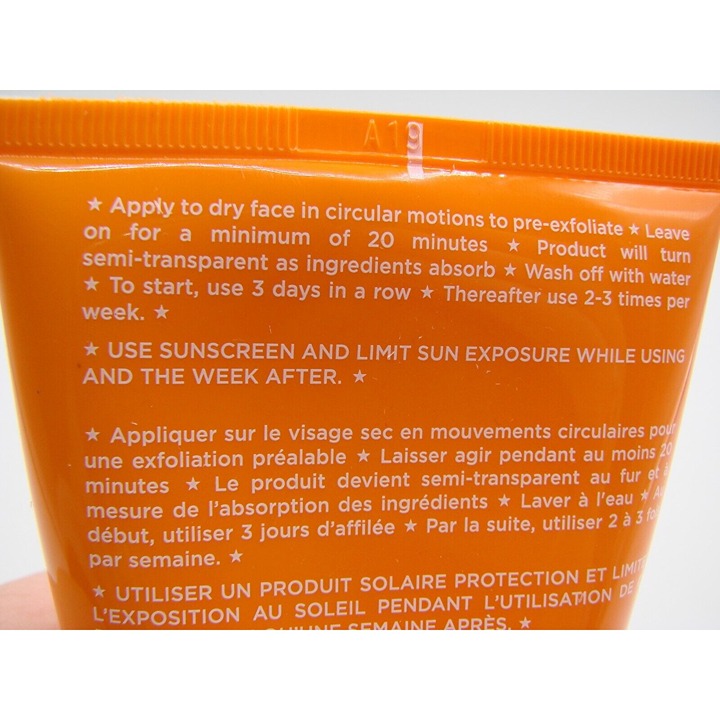 A19
★ Apply to dry face in circular motions to pre-exfoliate ★ Leave
on for a minimum of 20 minutes ★ Product will turn
semi-transparent as ingredients absorb ★ Wash off with water
★ To start, use 3 days in a row ★ Thereafter use 2-3 times per
week. ★
★ USE SUNSCREEN AND LIMIT SUN EXPOSURE WHILE USING
AND THE WEEK AFTER. ★
★ Appliquer sur le visage sec en mouvements circulaires pour
une exfoliation préalable ★ Laisser agir pendant au moins 20
minutes ★ Le produit devient semi-transparent au fur et à
mesure de l'absorption des ingrédients ★ Laver à l'eau ★ Au
début, utiliser 3 jours d'affilée ★ Par la suite, utiliser 2 à 3 fois
par semaine. ★
★ UTILISER UN PRODUIT SOLAIRE PROTECTION ET
L'EXPOSITION AU SOLEIL PENDANT L'UTILISATION DE
SEMAINE APRÈS. ★